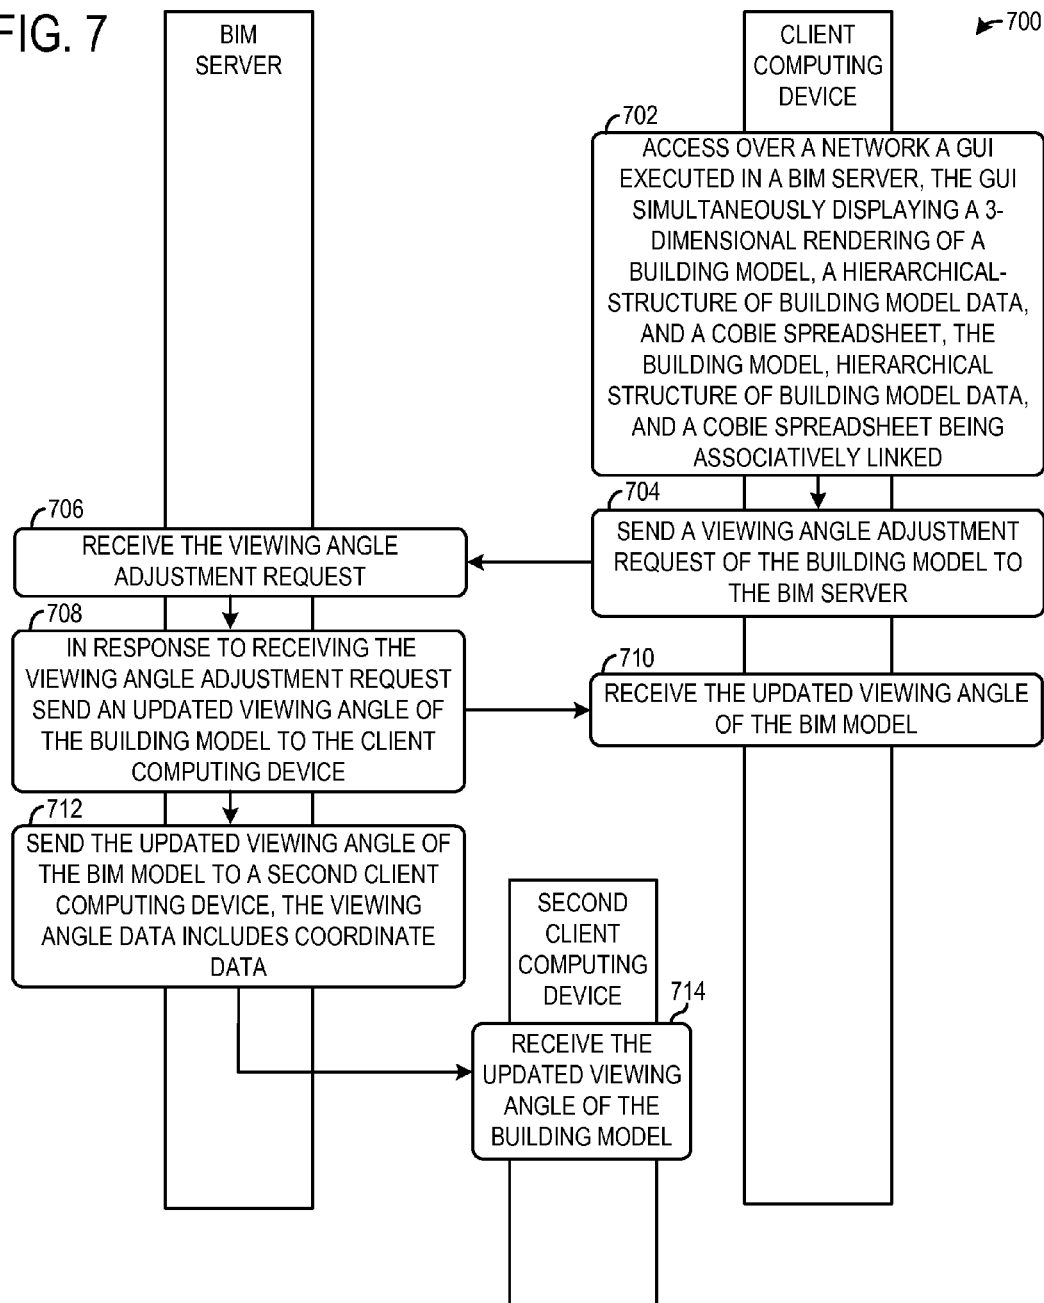 FIG. 7
BIM
SERVER
CLIENT
COMPUTING
DEVICE
700
702
ACCESS OVER A NETWORK A GUI
EXECUTED IN A BIM SERVER, THE GUI
SIMULTANEOUSLY DISPLAYING A 3-
DIMENSIONAL RENDERING OF A
BUILDING MODEL, A HIERARCHICAL-
STRUCTURE OF BUILDING MODEL DATA,
AND A COBIE SPREADSHEET, THE
BUILDING MODEL, HIERARCHICAL
STRUCTURE OF BUILDING MODEL DATA,
AND A COBIE SPREADSHEET BEING
ASSOCIATIVELY LINKED
704
SEND A VIEWING ANGLE ADJUSTMENT
REQUEST OF THE BUILDING MODEL TO
THE BIM SERVER
706
RECEIVE THE VIEWING ANGLE
ADJUSTMENT REQUEST
708
IN RESPONSE TO RECEIVING THE
VIEWING ANGLE ADJUSTMENT REQUEST
SEND AN UPDATED VIEWING ANGLE OF
THE BUILDING MODEL TO THE CLIENT
COMPUTING DEVICE
710
RECEIVE THE UPDATED VIEWING ANGLE
OF THE BIM MODEL
712
SEND THE UPDATED VIEWING ANGLE OF
THE BIM MODEL TO A SECOND CLIENT
COMPUTING DEVICE, THE VIEWING
ANGLE DATA INCLUDES COORDINATE
DATA
SECOND
CLIENT
COMPUTING
DEVICE
714
RECEIVE THE
UPDATED VIEWING
ANGLE OF THE
BUILDING MODEL